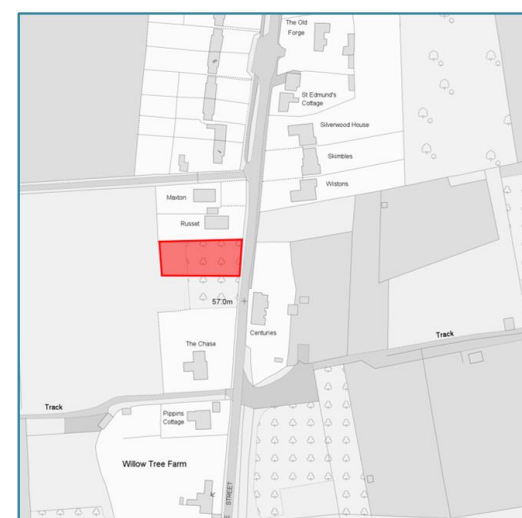 The Old
Forge
St Edmund's
Cottage
Silverwood House
Skimbles
Wistons
Maxton
Russet
57.0m
Centuries
The Chase
Track
Track
Pippins
Cottage
Willow Tree Farm
STREET